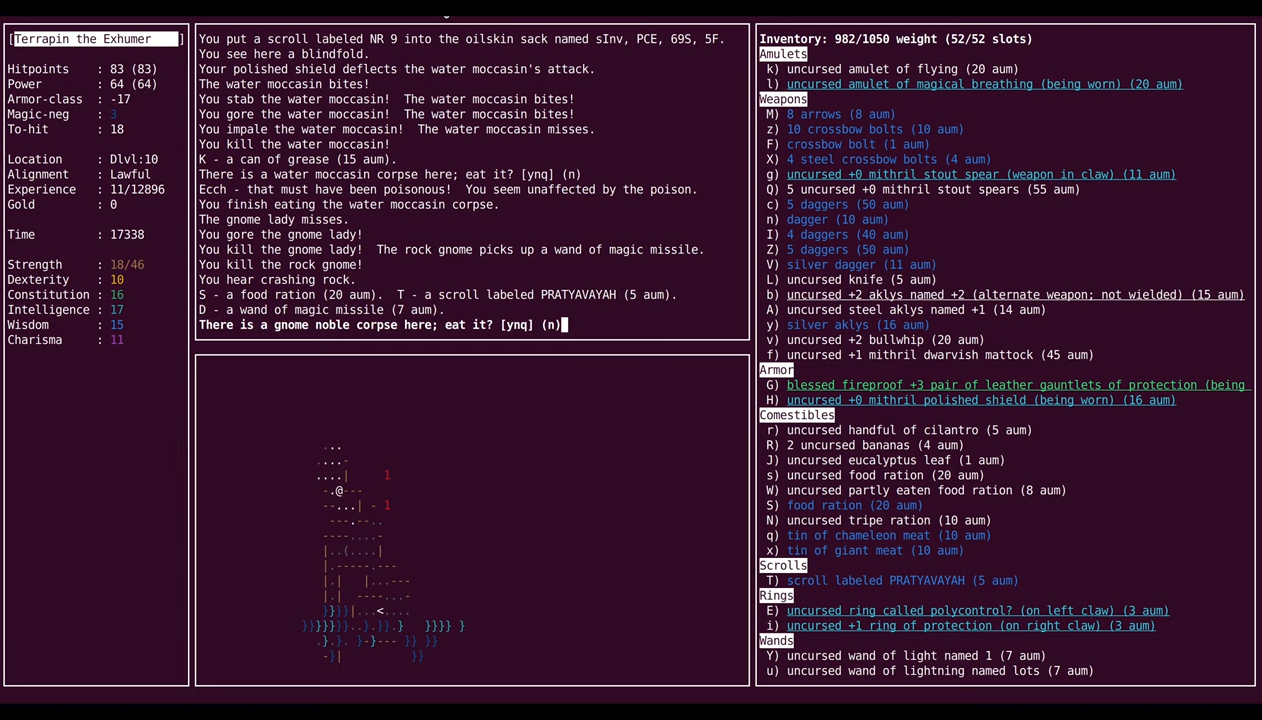 [Terrapin the Exhumer ]
Hitpoints : 83 (83)
Power : 64 (64)
Armor-class : -17
Magic-neg : 3
To-hit : 18
Location : Dlvl:10
Alignment : Lawful
Experience : 11/12896
Gold : 0
Time : 17338
Strength : 18/46
Dexterity : 10
Constitution : 16
Intelligence : 17
Wisdom : 15
Charisma : 11
You put a scroll labeled NR 9 into the oilskin sack named sInv, PCE, 69S, 5F.
You see here a blindfold.
Your polished shield deflects the water moccasin's attack.
The water moccasin bites!
You stab the water moccasin! The water moccasin bites!
You gore the water moccasin! The water moccasin bites!
You impale the water moccasin! The water moccasin misses.
You kill the water moccasin!
K - a can of grease (15 aum).
There is a water moccasin corpse here; eat it? [ynq] (n)
Ecch - that must have been poisonous! You seem unaffected by the poison.
You finish eating the water moccasin corpse.
The gnome lady misses.
You gore the gnome lady!
You kill the gnome lady! The rock gnome picks up a wand of magic missile.
You kill the rock gnome!
You hear crashing rock.
S - a food ration (20 aum). T - a scroll labeled PRATYAVAYAH (5 aum).
D - a wand of magic missile (7 aum).
There is a gnome noble corpse here; eat it? [ynq] (n)
...
....-
....| 1
-.@---
--...| - 1
---.--..
----....-
|..(....|
|.-----.---
|.| |...---
|.| ----...-
}}}}|...<....
}}}}}}}..}.}}.} }}}} }
.}.}. }-}--- }} }}
-}| }}
Inventory: 982/1050 weight (52/52 slots)
Amulets
k) uncursed amulet of flying (20 aum)
l) uncursed amulet of magical breathing (being worn) (20 aum)
Weapons
M) 8 arrows (8 aum)
z) 10 crossbow bolts (10 aum)
F) crossbow bolt (1 aum)
X) 4 steel crossbow bolts (4 aum)
g) uncursed +0 mithril stout spear (weapon in claw) (11 aum)
Q) 5 uncursed +0 mithril stout spears (55 aum)
c) 5 daggers (50 aum)
n) dagger (10 aum)
I) 4 daggers (40 aum)
Z) 5 daggers (50 aum)
V) silver dagger (11 aum)
L) uncursed knife (5 aum)
b) uncursed +2 aklys named +2 (alternate weapon; not wielded) (15 aum)
A) uncursed steel aklys named +1 (14 aum)
y) silver aklys (16 aum)
v) uncursed +2 bullwhip (20 aum)
f) uncursed +1 mithril dwarvish mattock (45 aum)
Armor
G) blessed fireproof +3 pair of leather gauntlets of protection (being
H) uncursed +0 mithril polished shield (being worn) (16 aum)
Comestibles
r) uncursed handful of cilantro (5 aum)
R) 2 uncursed bananas (4 aum)
J) uncursed eucalyptus leaf (1 aum)
s) uncursed food ration (20 aum)
W) uncursed partly eaten food ration (8 aum)
S) food ration (20 aum)
N) uncursed tripe ration (10 aum)
q) tin of chameleon meat (10 aum)
x) tin of giant meat (10 aum)
Scrolls
T) scroll labeled PRATYAVAYAH (5 aum)
Rings
E) uncursed ring called polycontrol? (on left claw) (3 aum)
i) uncursed +1 ring of protection (on right claw) (3 aum)
Wands
Y) uncursed wand of light named 1 (7 aum)
u) uncursed wand of lightning named lots (7 aum)